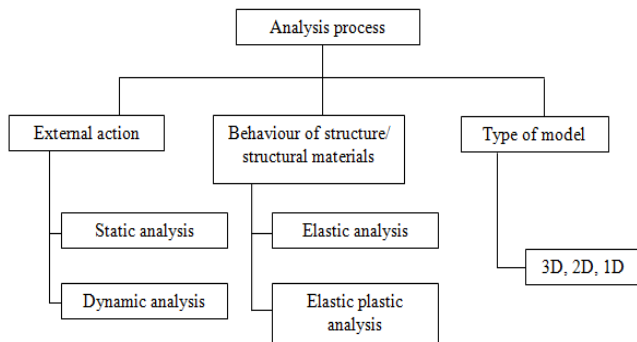 Analysis process
External action
Behaviour of structure/
structural materials
Type of model
Static analysis
Elastic analysis
3D, 2D, 1D
Dynamic analysis
Elastic plastic
analysis